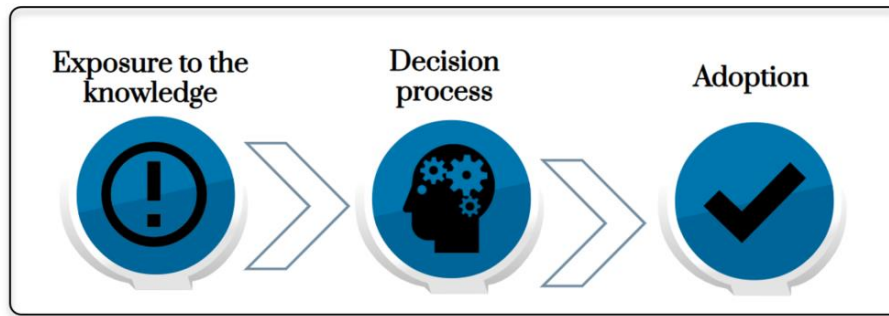 Exposure to the
knowledge
Decision
process
Adoption